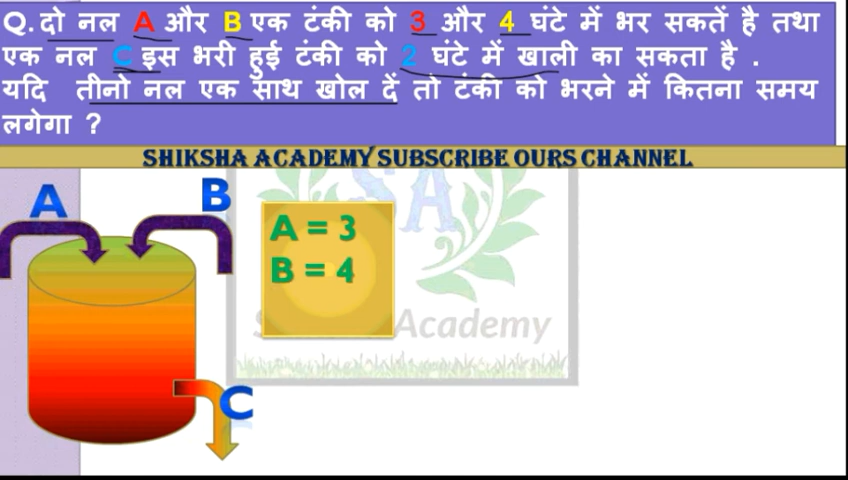 Q. दो नल A और B एक टंकी को 3 और 4 घंटे में भर सकतें है तथा
एक नल C इस भरी हुई टंकी को 2 घंटे में खाली का सकता है .
यदि तीनो नल एक साथ खोल दें तो टंकी को भरने में कितना समय
लगेगा ?
SHIKSHA ACADEMY SUBSCRIBE OURS CHANNEL
A
B
SA
A = 3
B = 4
Academy
C